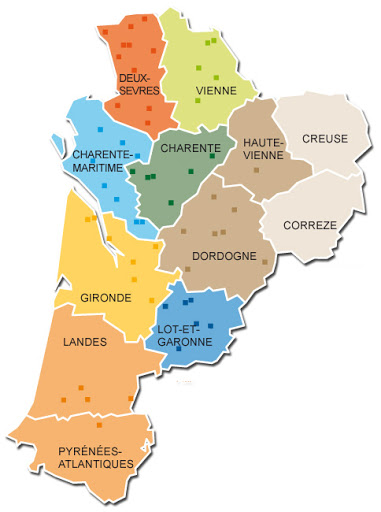 DEUX-
SEVRES
VIENNE
CHARENTE-
MARITIME
CHARENTE
HAUTE-
VIENNE
CREUSE
CORREZE
DORDOGNE
GIRONDE
LOT-ET-
GARONNE
LANDES
PYRÉNÉES-
ATLANTIQUES